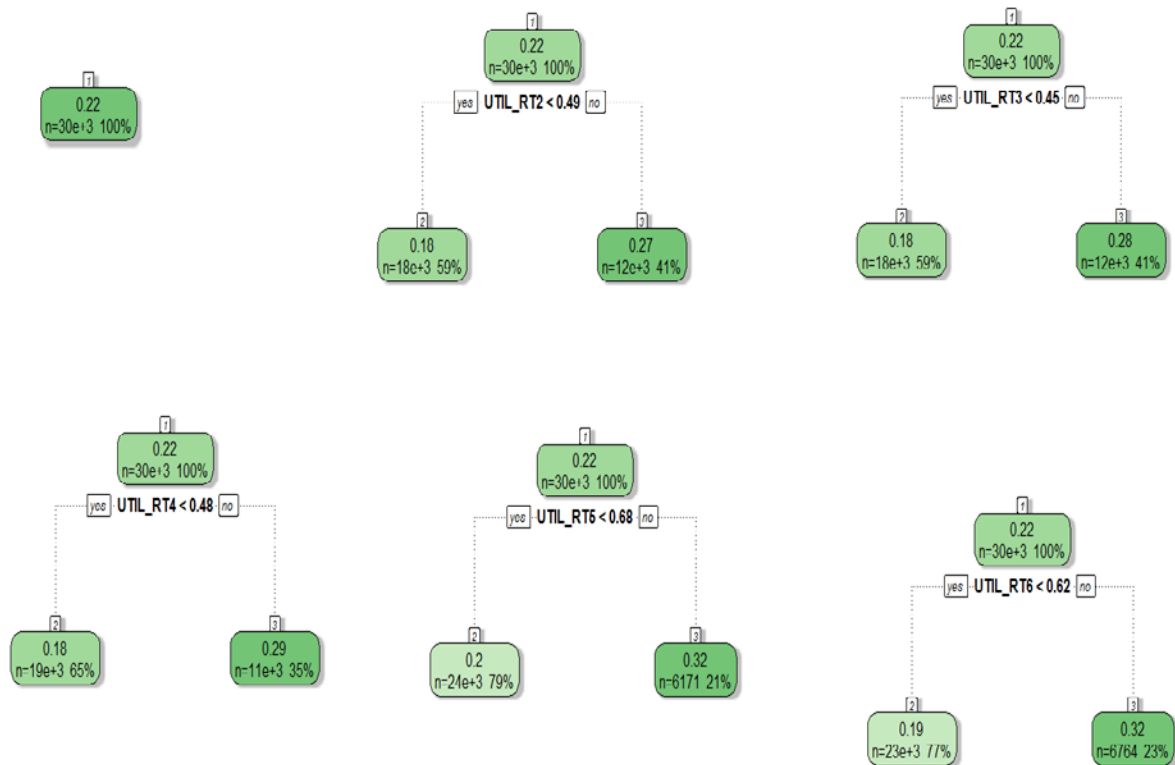 1
0.22
n=30e+3 100%
1
0.22
n=30e+3 100%
yes UTIL_RT2 < 0.49 no
2
0.18
n=18e+3 59%
3
0.27
n=12e+3 41%
1
0.22
n=30e+3 100%
yes UTIL_RT3 < 0.45 no
2
0.18
n=18e+3 59%
3
0.28
n=12e+3 41%
1
0.22
n=30e+3 100%
yes UTIL_RT4 < 0.48 no
2
0.18
n=19e+3 65%
3
0.29
n=11e+3 35%
1
0.22
n=30e+3 100%
yes UTIL_RT5 < 0.68 no
2
0.2
n=24e+3 79%
3
0.32
n=6171 21%
1
0.22
n=30e+3 100%
yes UTIL_RT6 < 0.62 no
2
0.19
n=23e+3 77%
3
0.32
n=6764 23%